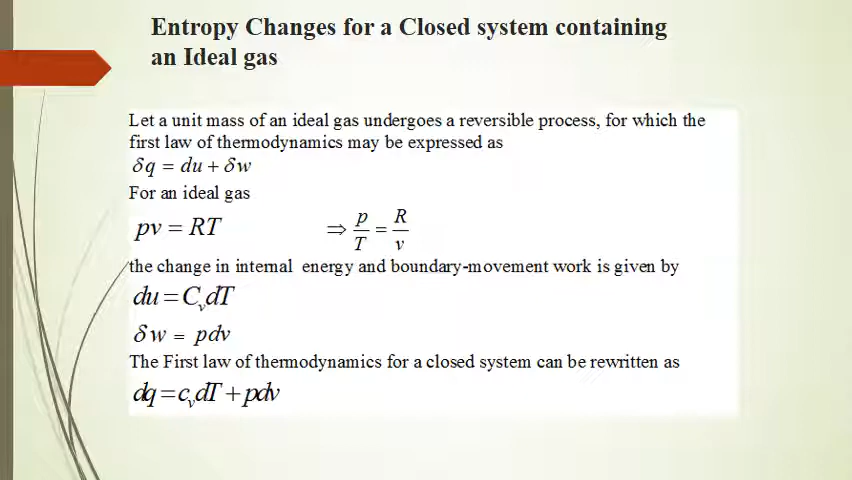 Entropy Changes for a Closed system containing
an Ideal gas
Let a unit mass of an ideal gas undergoes a reversible process, for which the
first law of thermodynamics may be expressed as
δq = du + δw
For an ideal gas
pv = RT ⇒ p/T = R/v
the change in internal energy and boundary-movement work is given by
du = C_v dT
δw = pdv
The First law of thermodynamics for a closed system can be rewritten as
dq = c_v dT + pdv